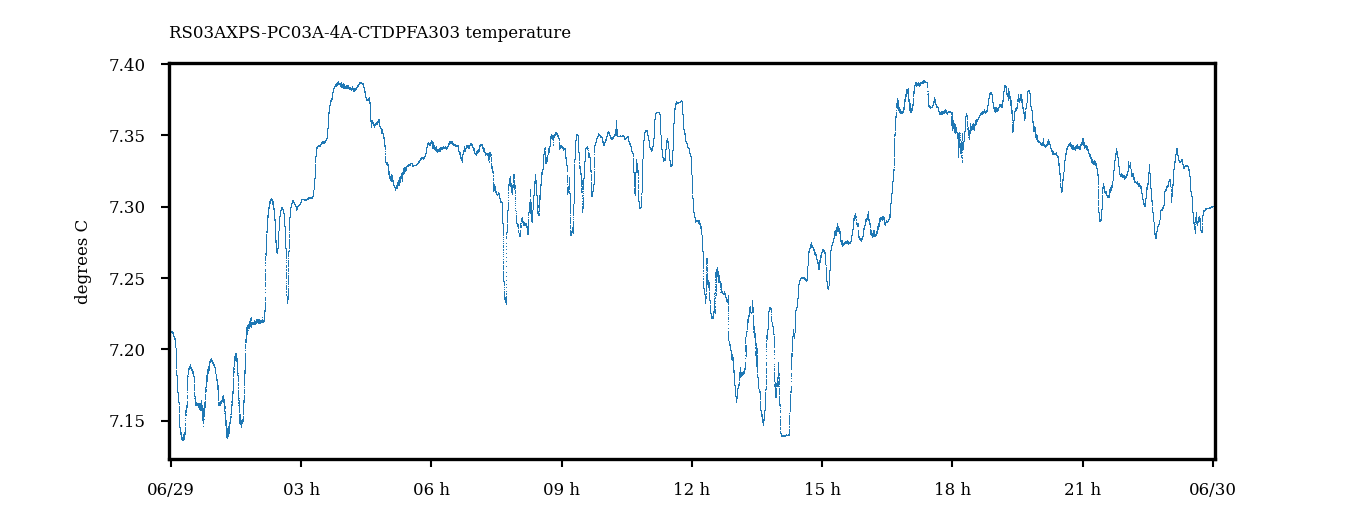 RS03AXPS-PC03A-4A-CTDPFA303 temperature
7.40
7.35
7.30
7.25
7.20
7.15
degrees C
06/29 03 h 06 h 09 h 12 h 15 h 18 h 21 h 06/30